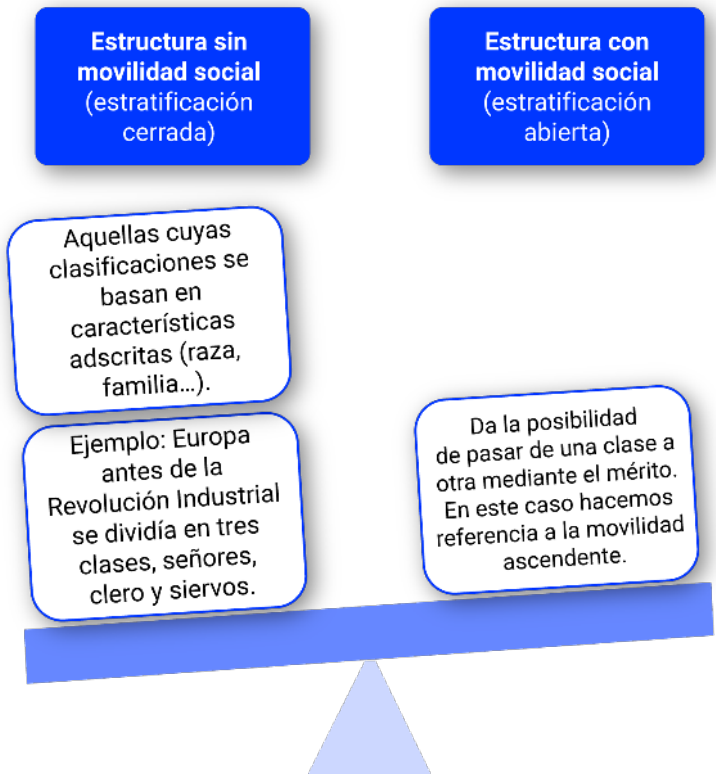 Estructura sin
movilidad social
(estratificación
cerrada)
Estructura con
movilidad social
(estratificación
abierta)
Aquellas cuyas
clasificaciones se
basan en
características
adscritas (raza,
familia...).
Ejemplo: Europa
antes de la
Revolución Industrial
se dividía en tres
clases, señores,
clero y siervos.
Da la posibilidad
de pasar de una clase a
otra mediante el mérito.
En este caso hacemos
referencia a la movilidad
ascendente.